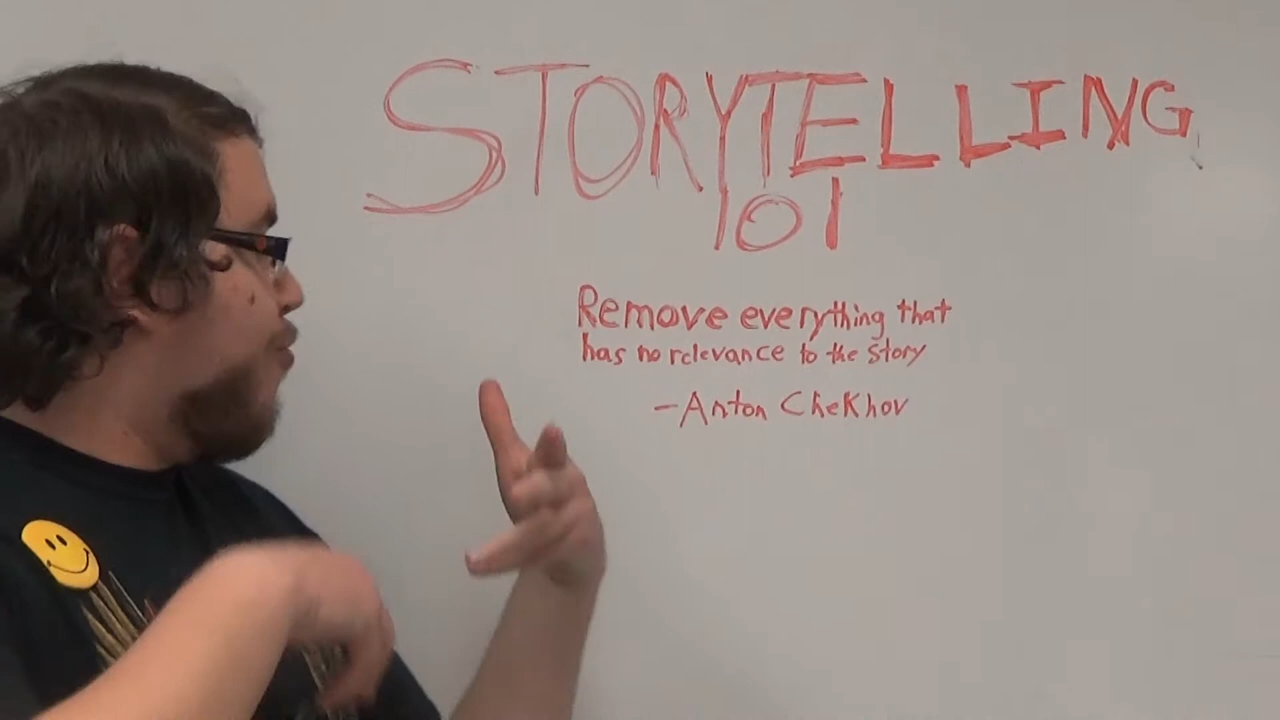 STORYTELLING
101
Remove everything that
has no relevance to the story
-Anton Chekhov